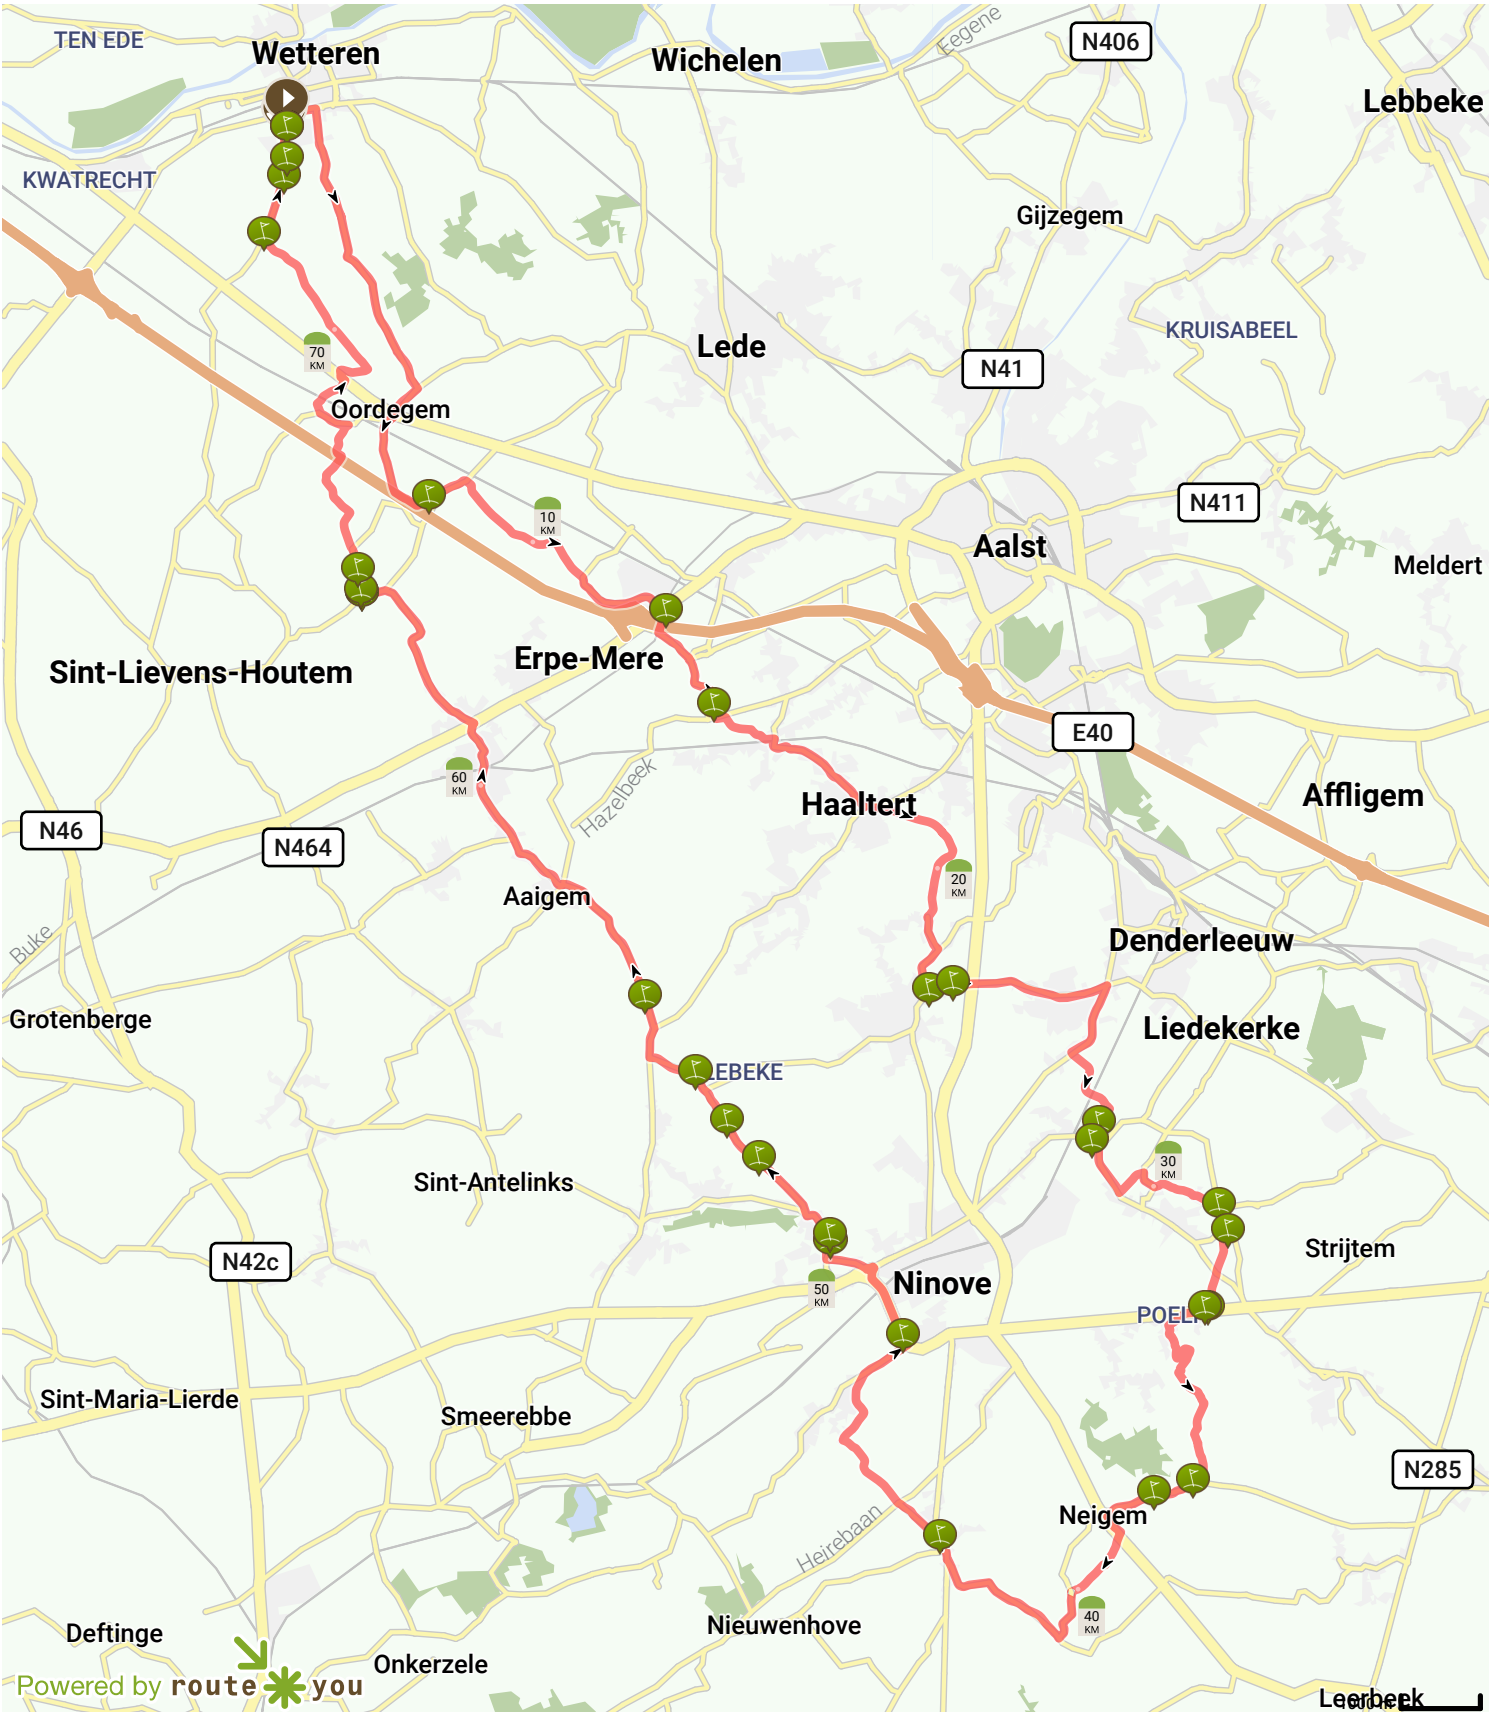 TEN EDE
Wetteren
Wichelen
Eegene
N406
Lebbeke
KWATRECHT
Gijzegem
KRUISABEEL
Lede
N41
70
KM
Oordegem
N411
10
KM
Aalst
Meldert
Erpe-Mere
Sint-Lievens-Houtem
E40
60
KM
Hazelbeek
Haaltert
Affligem
N46
N464
20
KM
Aaigem
Buke
Denderleeuw
Grotenberge
Liedekerke
LEBEKE
30
KM
Sint-Antelinks
Strijtem
N42c
Ninove
50
KM
Sint-Maria-Lierde
Smeerebbe
N285
Neigem
Heirebaan
40
KM
Nieuwenhove
Deftinge
Onkerzele
Powered by route you
Leerbeek